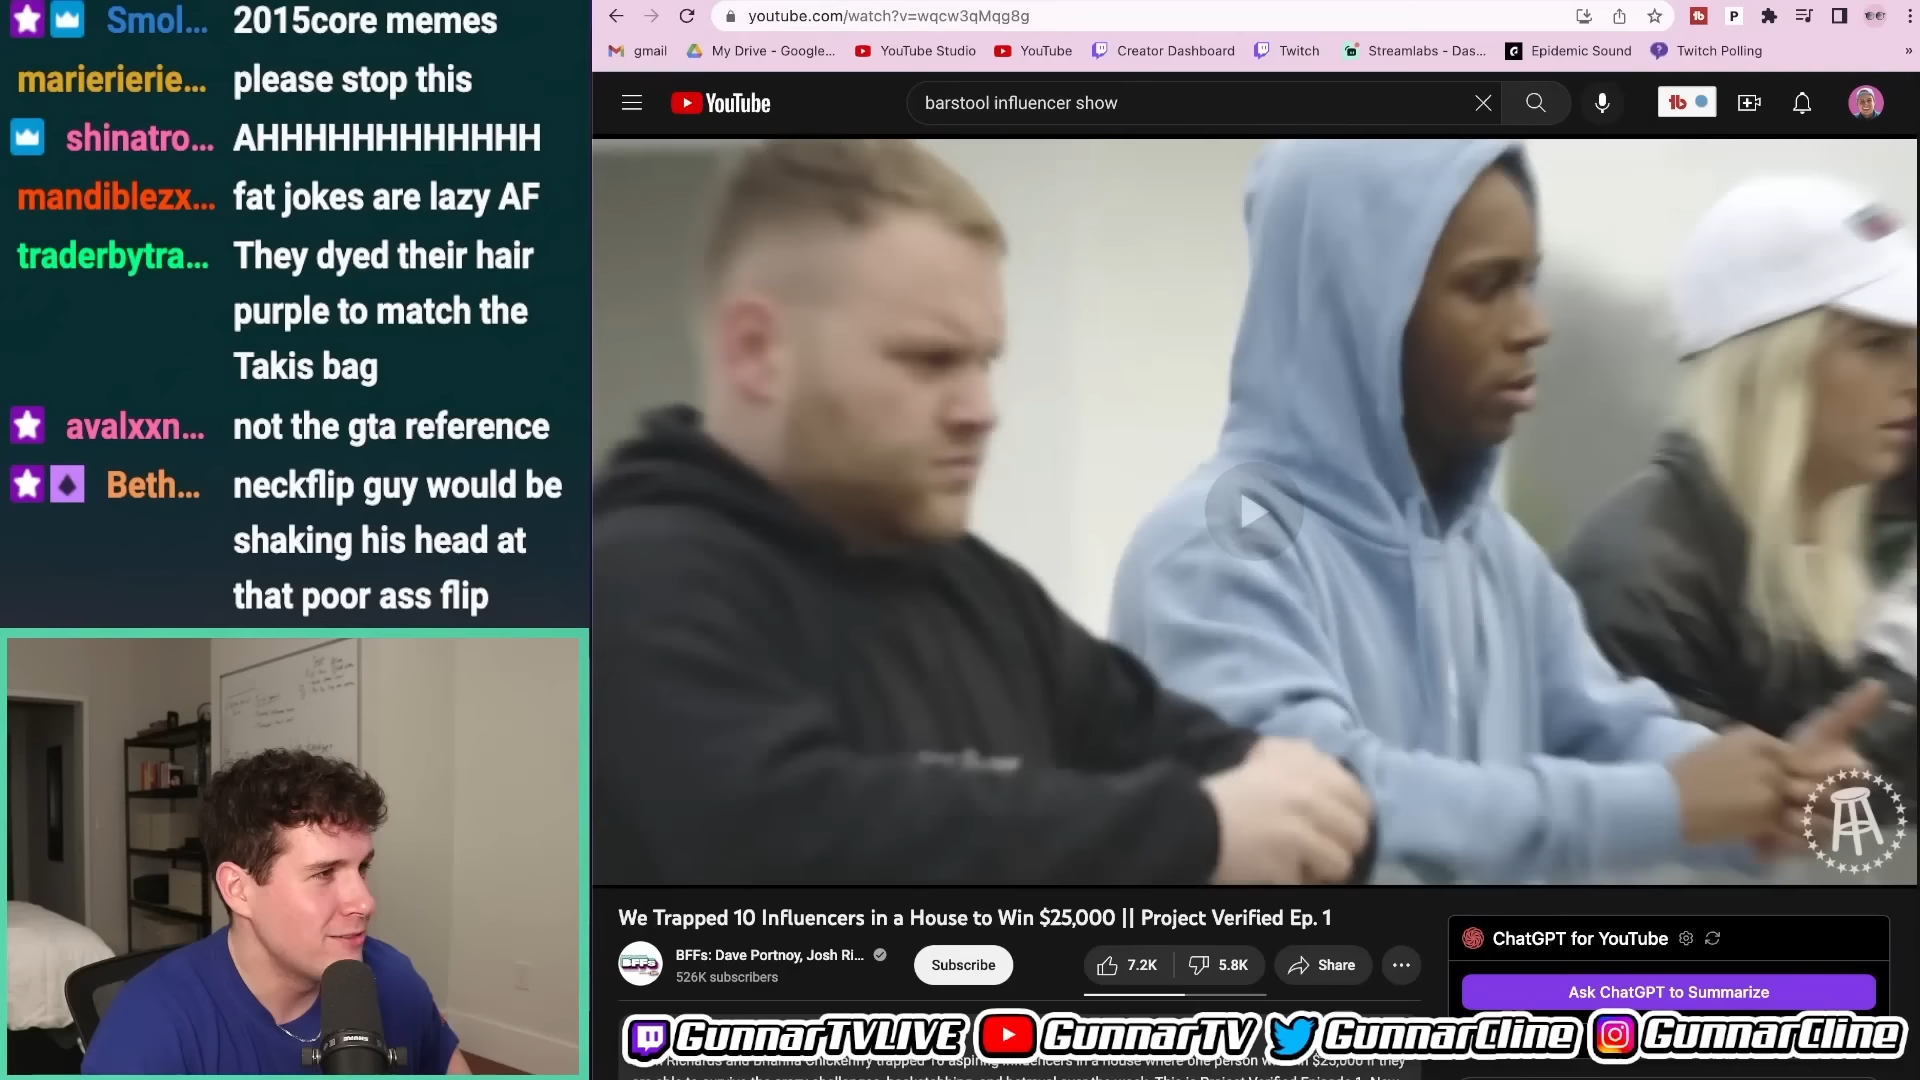 Smol... 2015core memes
marierierie... please stop this
shinatro... AHHHHHHHHHHHH
mandiblezx... fat jokes are lazy AF
traderbytra... They dyed their hair
purple to match the
Takis bag
avalxxn... not the gta reference
Beth... neckflip guy would be
shaking his head at
that poor ass flip
youtube.com/watch?v=wqcw3qMqg8g
gmail My Drive - Google... YouTube Studio YouTube Creator Dashboard Twitch Streamlabs - Das... Epidemic Sound Twitch Polling »
YouTube
barstool influencer show
tb
We Trapped 10 Influencers in a House to Win $25,000 || Project Verified Ep. 1
BFFs
BFFs: Dave Portnoy, Josh Ri...
526K subscribers
Subscribe
7.2K
5.8K
Share
ChatGPT for YouTube
Ask ChatGPT to Summarize
GunnarTVLIVE GunnarTV GunnarCline GunnarCline